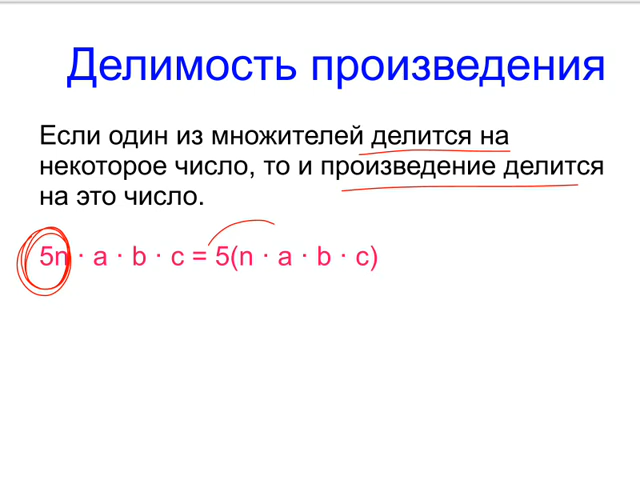 Делимость произведения
Если один из множителей делится на
некоторое число, то и произведение делится
на это число.
5n · a · b · c = 5(n · a · b · c)